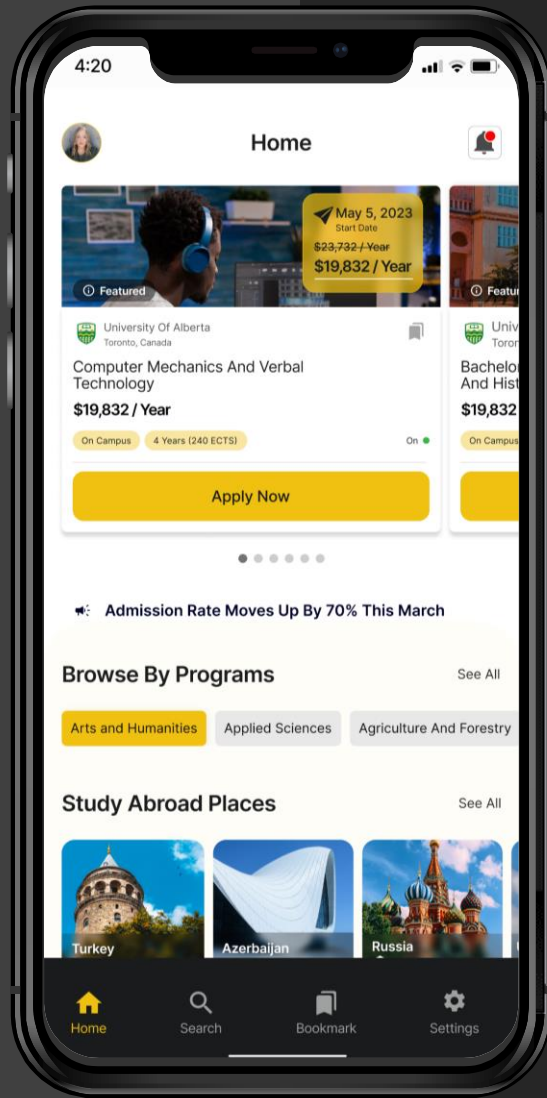 4:20
Home
May 5, 2023
Start Date
$23,732 / Year
$19,832 / Year
Featured
University Of Alberta
Toronto, Canada
Computer Mechanics And Verbal
Technology
$19,832 / Year
On Campus
4 Years (240 ECTS)
On
Apply Now
Featur
Univ
Toron
Bachelor
And Hist
$19,832
On Campus
Admission Rate Moves Up By 70% This March
Browse By Programs
See All
Arts and Humanities
Applied Sciences
Agriculture And Forestry
Study Abroad Places
See All
Turkey
Azerbaijan
Russia
Home
Search
Bookmark
Settings